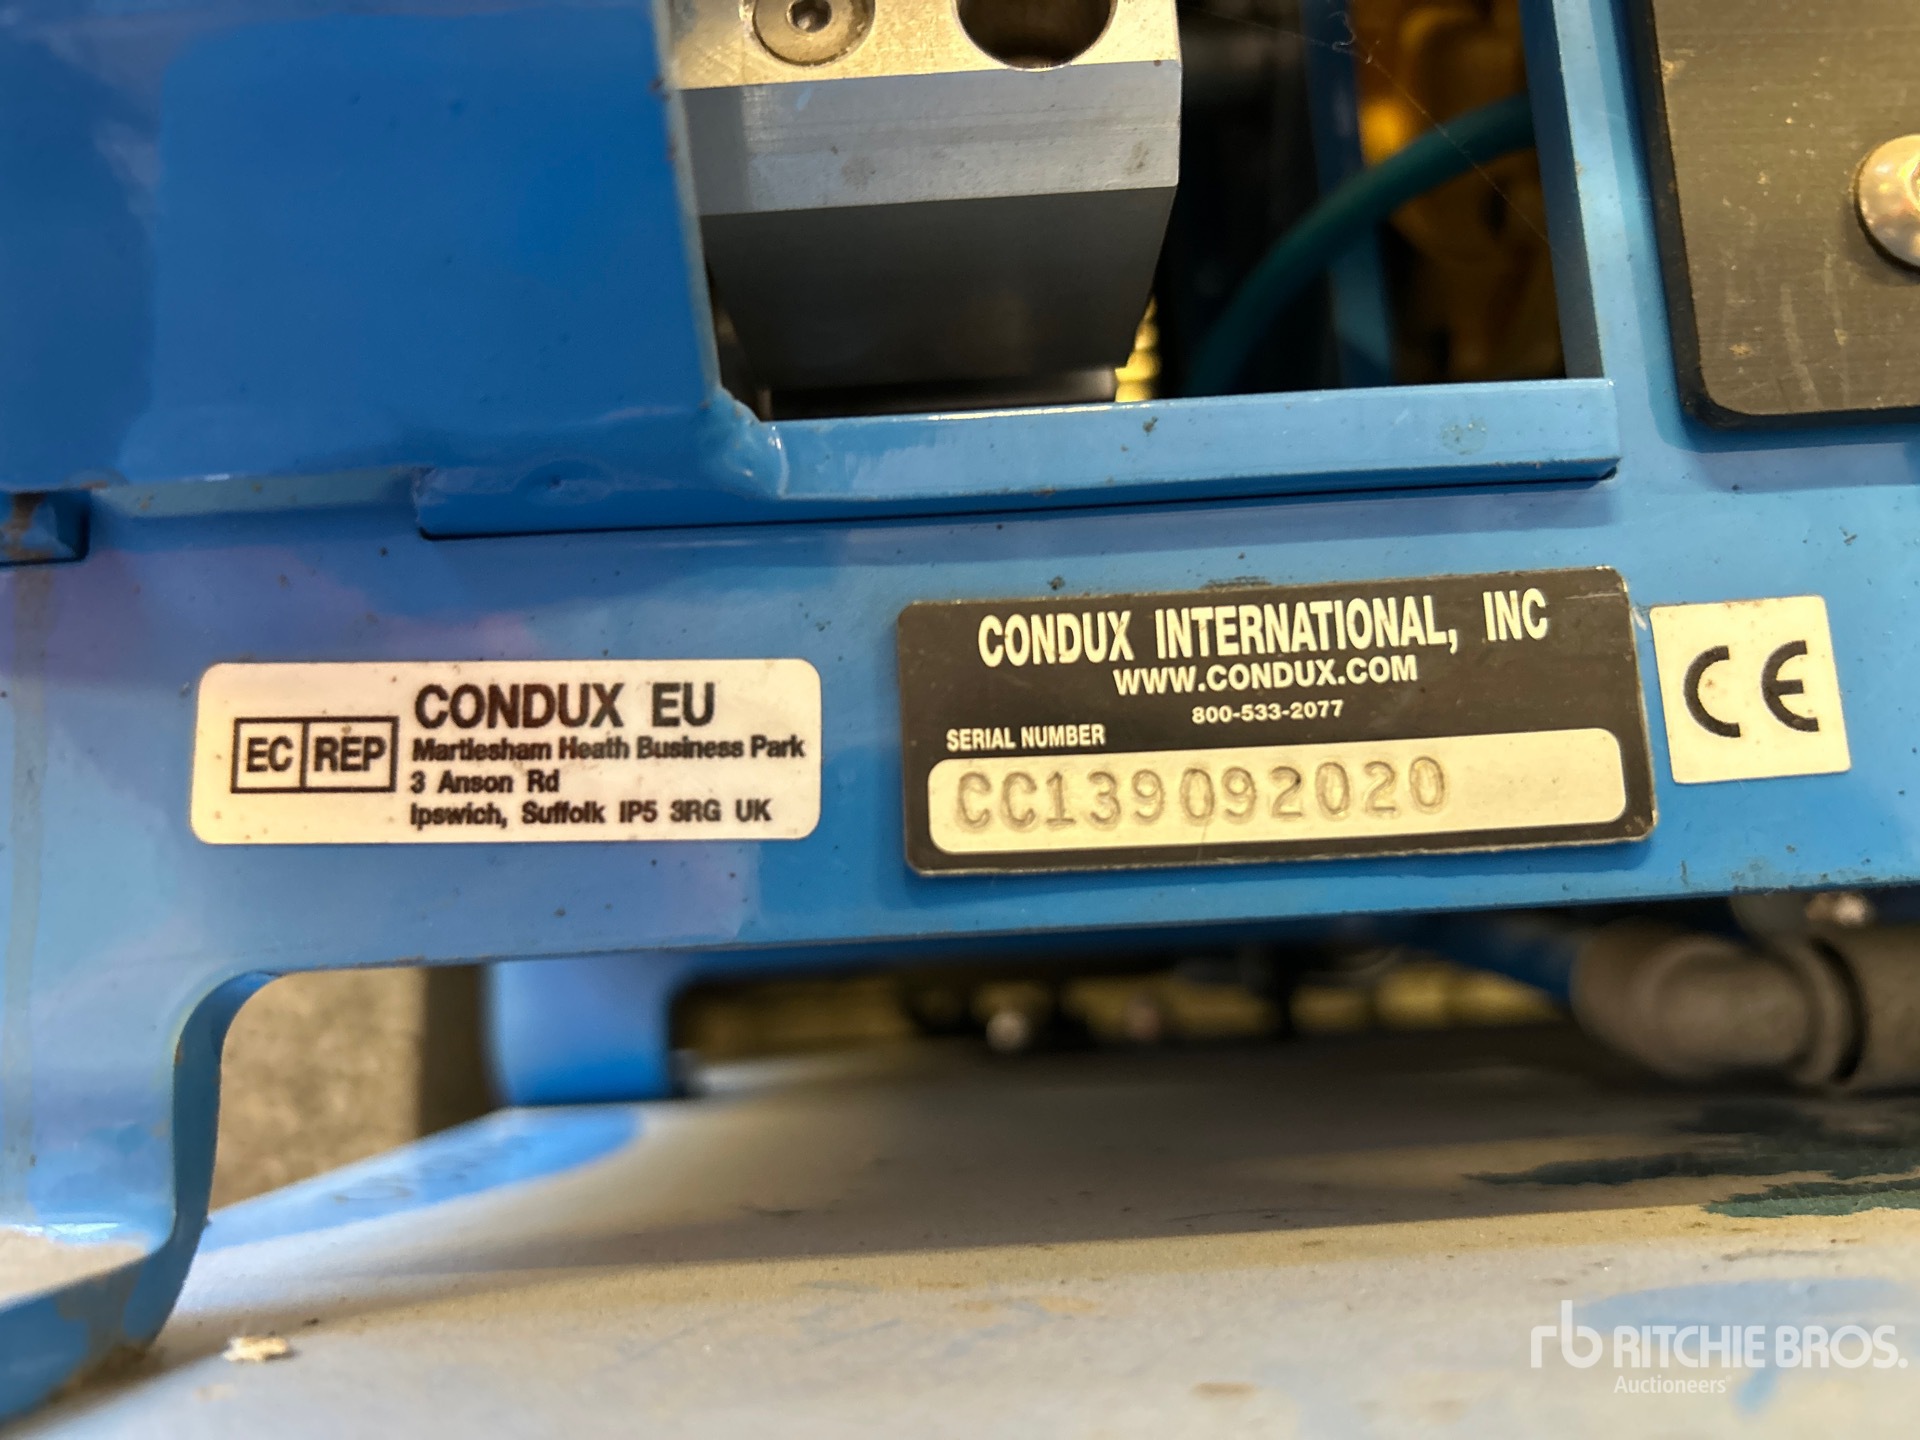 EC REP
CONDUX EU
Martlesham Heath Business Park
3 Anson Rd
Ipswich, Suffolk IP5 3RG UK
CONDUX INTERNATIONAL, INC
WWW.CONDUX.COM
800-533-2077
SERIAL NUMBER
CC139092020
CE
rb RITCHIE BROS.
Auctioneers